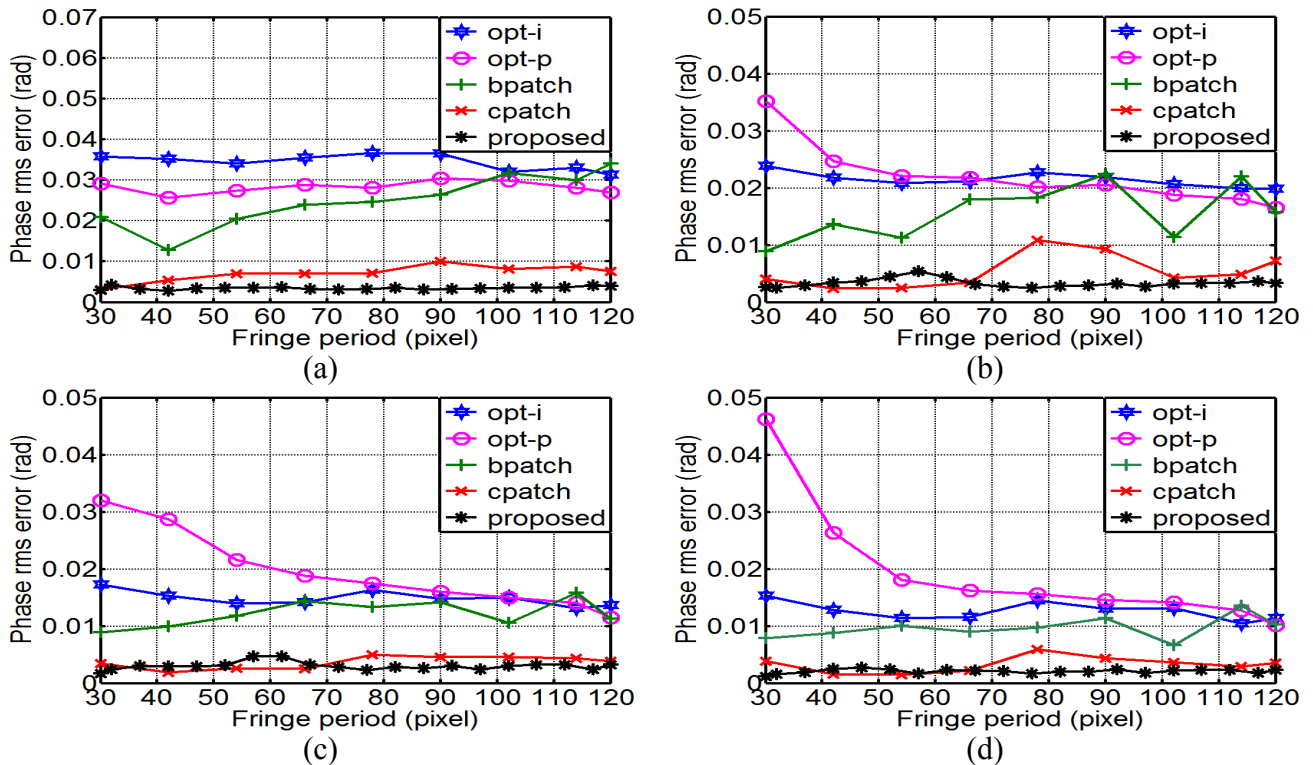 0.07
0.06
0.05
0.04
0.03
0.02
0.01
0
Phase rms error (rad)
opt-i
opt-p
bpatch
cpatch
proposed
30 40 50 60 70 80 90 100 110 120
Fringe period (pixel)
(a)
0.05
0.04
0.03
0.02
0.01
0
Phase rms error (rad)
opt-i
opt-p
bpatch
cpatch
proposed
30 40 50 60 70 80 90 100 110 120
Fringe period (pixel)
(b)
0.05
0.04
0.03
0.02
0.01
0
Phase rms error (rad)
opt-i
opt-p
bpatch
cpatch
proposed
30 40 50 60 70 80 90 100 110 120
Fringe period (pixel)
(c)
0.05
0.04
0.03
0.02
0.01
0
Phase rms error (rad)
opt-i
opt-p
bpatch
cpatch
proposed
30 40 50 60 70 80 90 100 110 120
Fringe period (pixel)
(d)